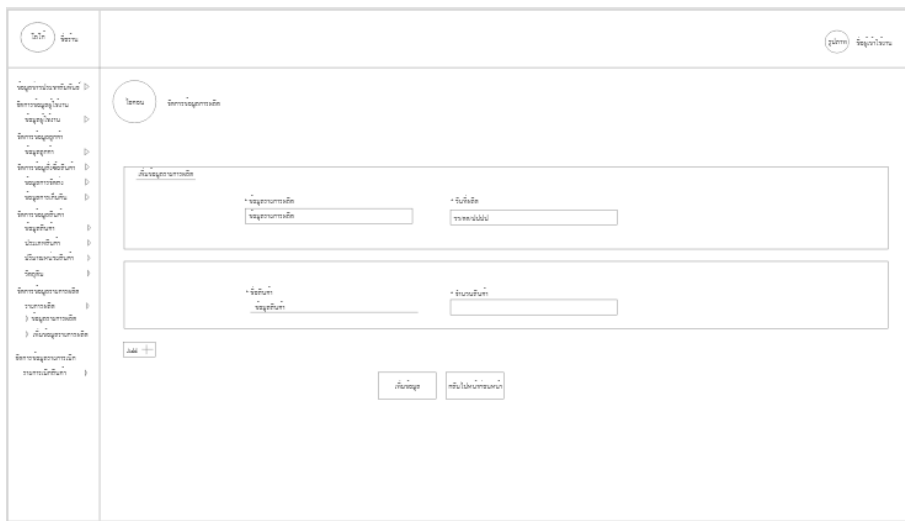 โลโก้
ชื่อร้าน
รูปภาพ
ชื่อผู้เข้าใช้งาน
ข้อมูลข่าวประชาสัมพันธ์
จัดการข้อมูลผู้ใช้งาน
ข้อมูลผู้ใช้งาน
จัดการข้อมูลลูกค้า
ข้อมูลลูกค้า
จัดการข้อมูลสั่งซื้อสินค้า
ข้อมูลการจัดส่ง
ข้อมูลการเก็บเงิน
จัดการข้อมูลสินค้า
ข้อมูลสินค้า
ประเภทสินค้า
ปริมาณหน่วยสินค้า
วัตถุดิบ
จัดการข้อมูลรายการผลิต
รายการผลิต
ข้อมูลรายการผลิต
เพิ่มข้อมูลรายการผลิต
จัดการข้อมูลรายการเบิก
รายการเบิกสินค้า
ไอคอน
จัดการข้อมูลการผลิต
เพิ่มข้อมูลรายการผลิต
* ข้อมูลรายการผลิต
ข้อมูลรายการผลิต
* วันที่ผลิต
วว/ดด/ปปปป
* ชื่อสินค้า
ข้อมูลสินค้า
* จำนวนสินค้า
Add
เพิ่มข้อมูล
กลับไปหน้าก่อนหน้า